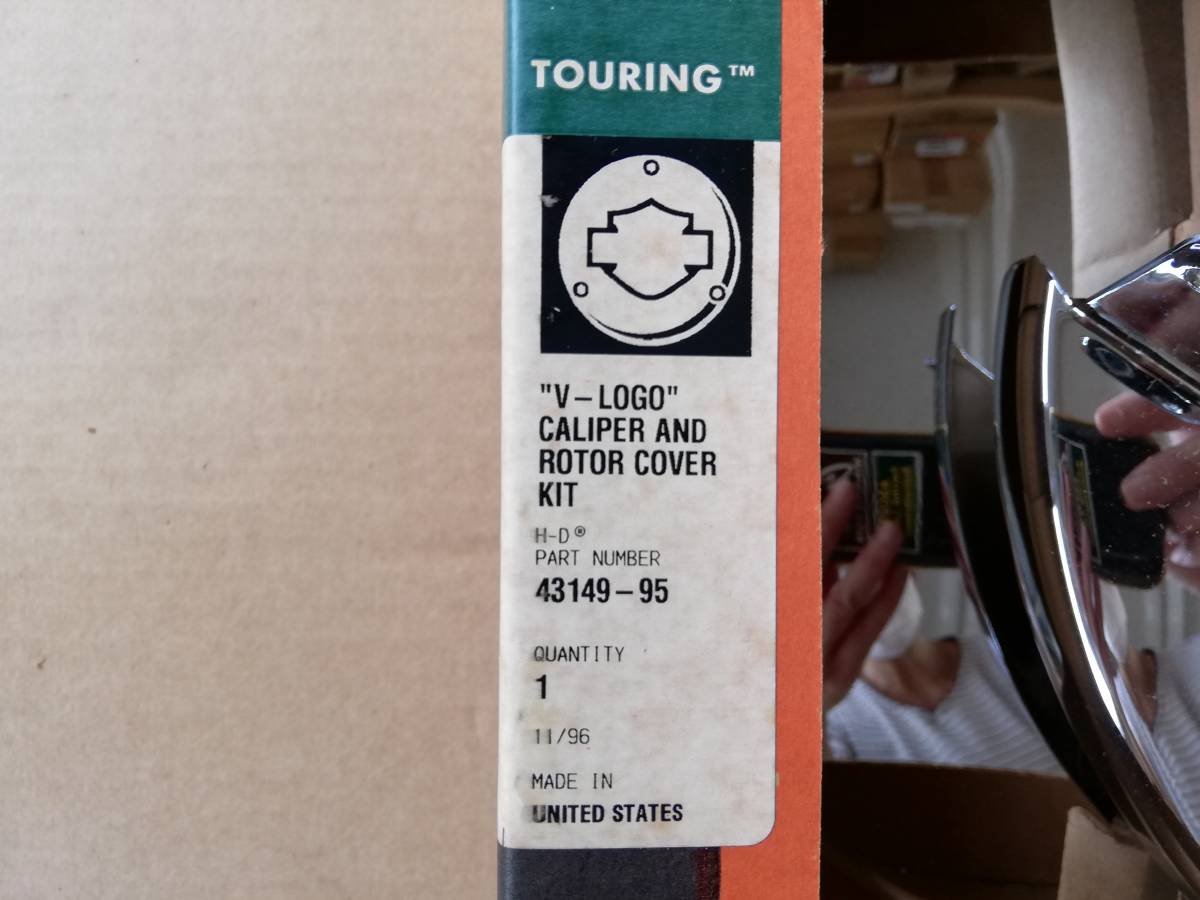 TOURING™
"V-LOGO"
CALIPER AND
ROTOR COVER
KIT
H-D®
PART NUMBER
43149-95
QUANTITY
1
11/96
MADE IN
UNITED STATES